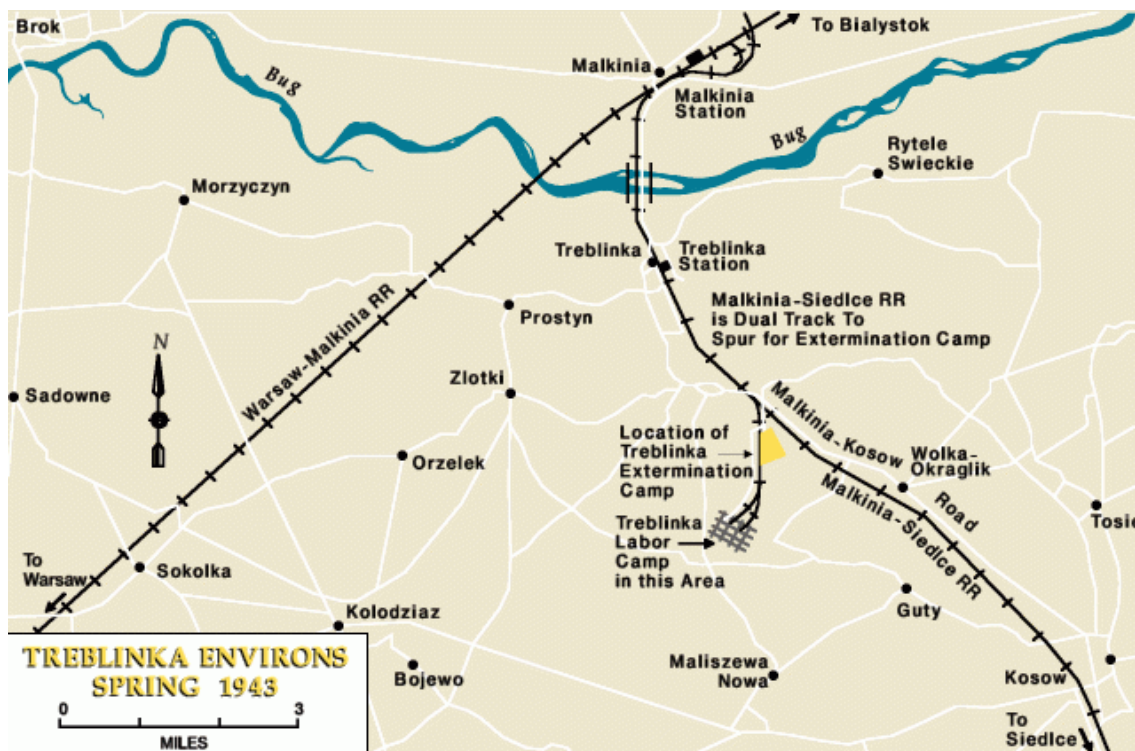 Brok
To Bialystok
Bug
Malkinia
Malkinia
Station
Bug
Rytele
Swieckie
Morzyczyn
Treblinka
Treblinka
Station
Malkinia-Siedlce RR
is Dual Track To
Spur for Extermination Camp
Prostyn
Warsaw-Malkinia RR
N
Zlotki
Sadowne
Malkinia-Kosow Road
Location of
Treblinka
Extermination
Camp
Wolka-
Okraglik
Orzelek
Malkinia-Siedlce RR
Treblinka
Labor
Camp
in this Area
Tosie
To
Warsaw
Sokolka
Guty
Kolodziaz
Maliszewa
Nowa
Bojewo
Kosow
To
Siedlce
TREBLINKA ENVIRONS
SPRING 1943
0 3
MILES